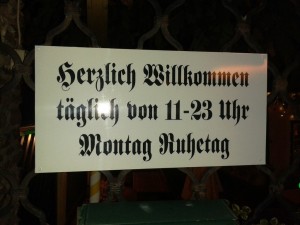 Herzlich Willkommen
täglich von 11-23 Uhr
Montag Ruhetag